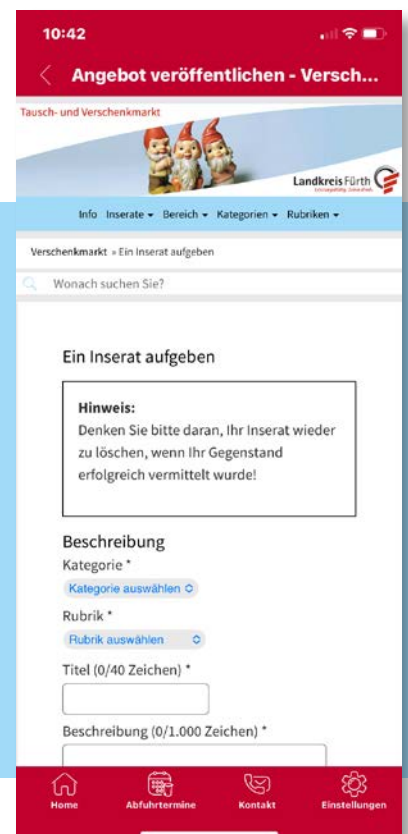 10:42
Angebot veröffentlichen - Versch...
Tausch- und Verschenkmarkt
Landkreis Fürth
Info Inserate Bereich Kategorien Rubriken
Verschenkmarkt » Ein Inserat aufgeben
Wonach suchen Sie?
Ein Inserat aufgeben
Hinweis:
Denken Sie bitte daran, Ihr Inserat wieder
zu löschen, wenn Ihr Gegenstand
erfolgreich vermittelt wurde!
Beschreibung
Kategorie *
Kategorie auswählen
Rubrik *
Rubrik auswählen
Titel (0/40 Zeichen) *
Beschreibung (0/1.000 Zeichen) *
Home Abfuhrtermine Kontakt Einstellungen